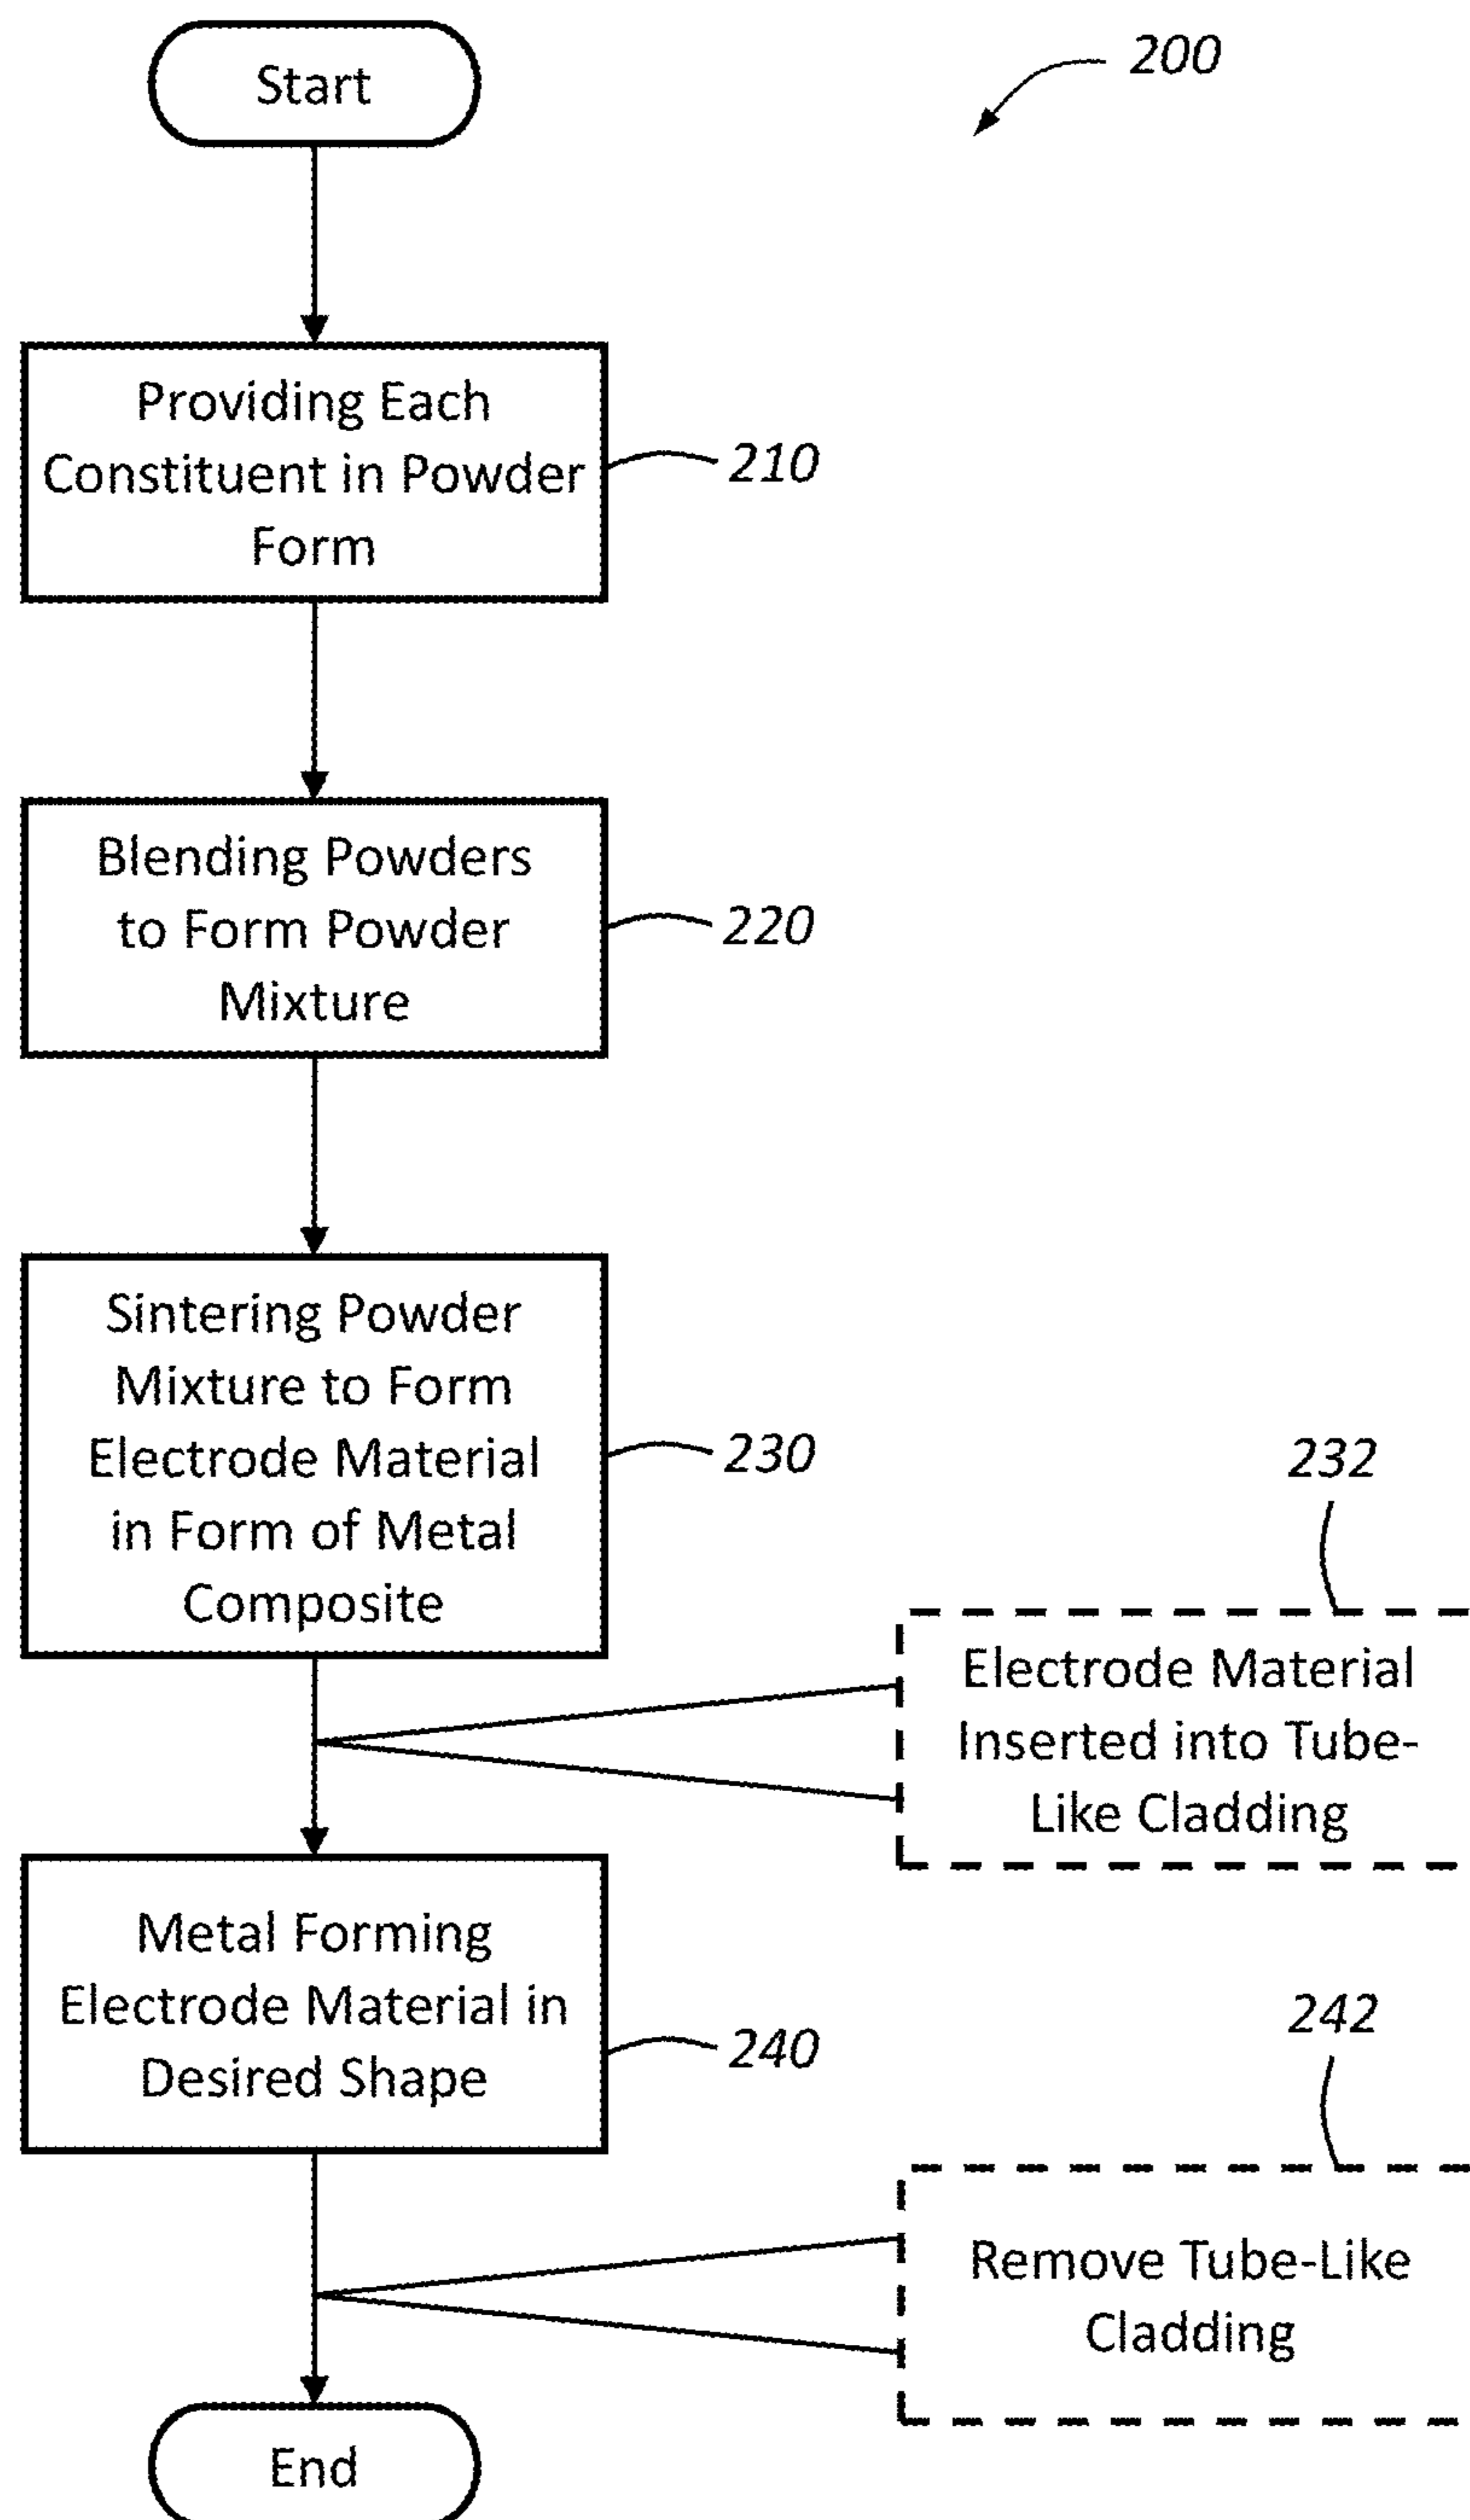 Start
200
Providing Each
Constituent in Powder
Form
210
Blending Powders
to Form Powder
Mixture
220
Sintering Powder
Mixture to Form
Electrode Material
in Form of Metal
Composite
230
232
Electrode Material
Inserted into Tube-
Like Cladding
Metal Forming
Electrode Material in
Desired Shape
240
242
Remove Tube-Like
Cladding
End